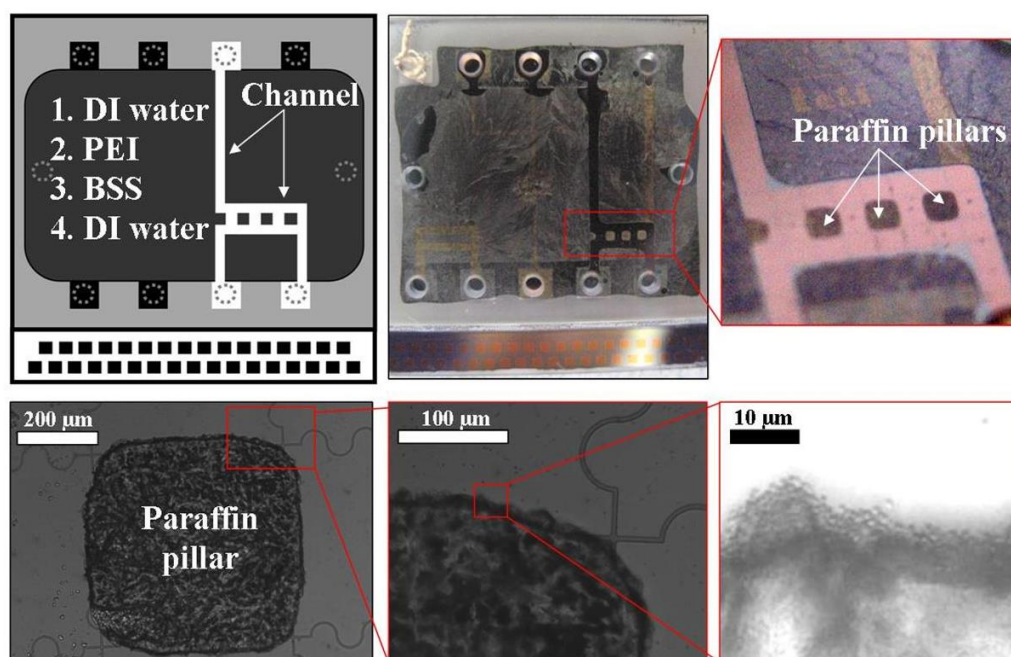 1. DI water
2. PEI
3. BSS
4. DI water
Channel
Leti
Paraffin pillars
200 µm
Paraffin
pillar
100 µm
10 µm